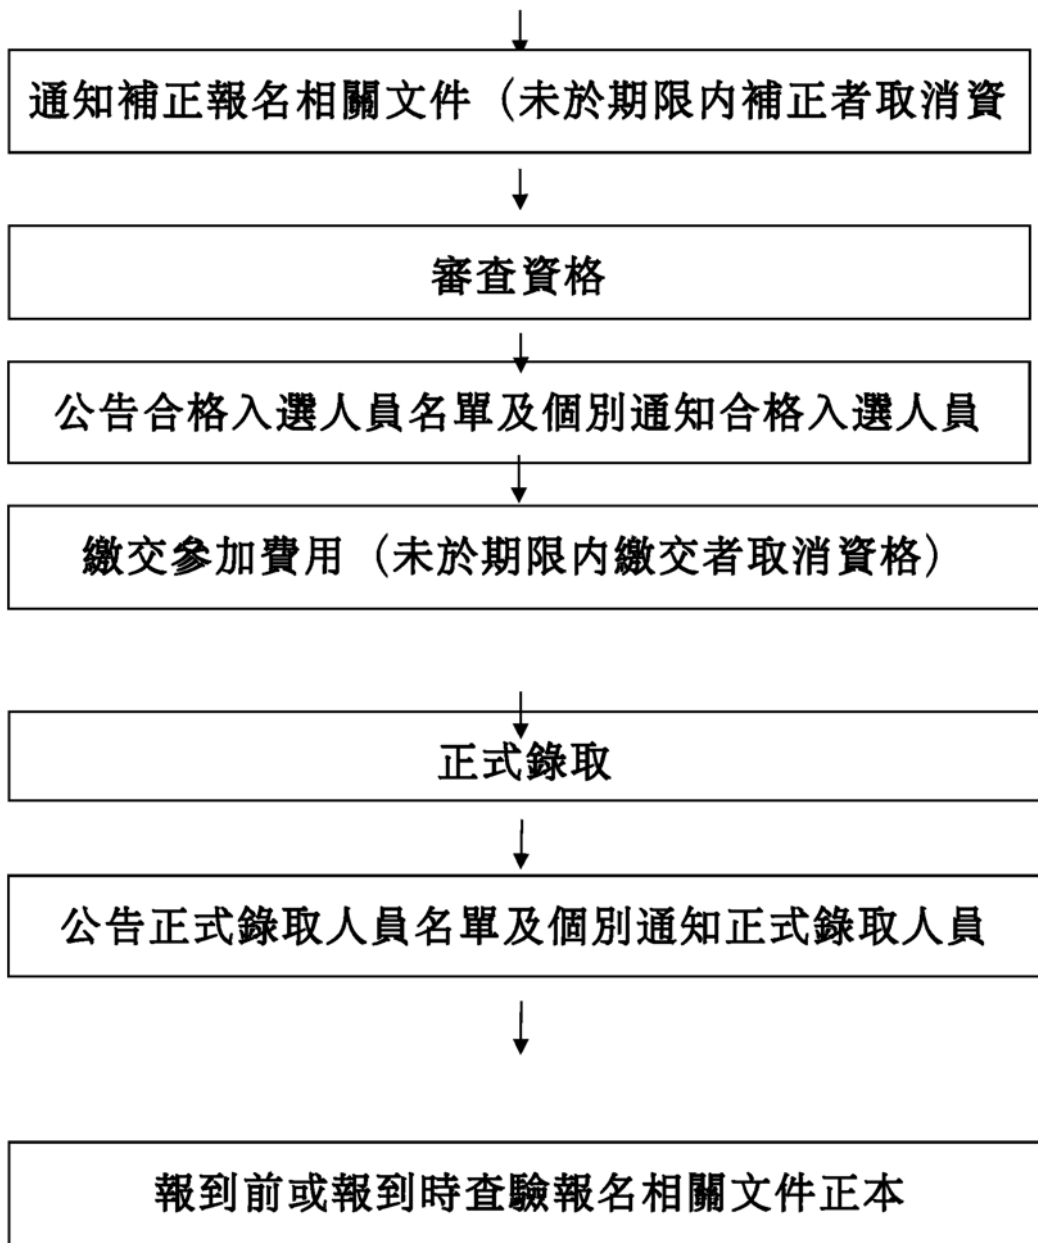 通知補正報名相關文件（未於期限內補正者取消資
審查資格
公告合格入選人員名單及個別通知合格入選人員
繳交參加費用（未於期限內繳交者取消資格）
正式錄取
公告正式錄取人員名單及個別通知正式錄取人員
報到前或報到時查驗報名相關文件正本